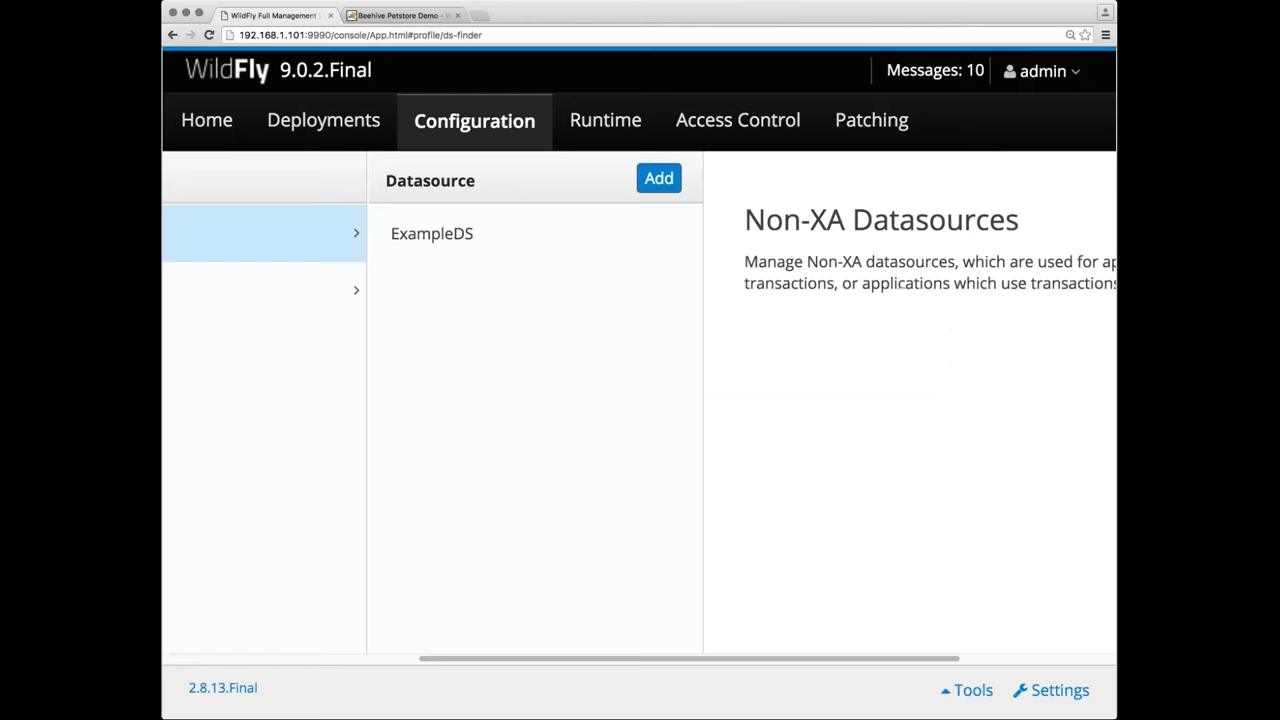 WildFly Full Management
Beehive Petstore Demo -
192.168.1.101:9990/console/App.html#profile/ds-finder
WildFly 9.0.2.Final
Messages: 10
admin
Home
Deployments
Configuration
Runtime
Access Control
Patching
Datasource
Add
ExampleDS
Non-XA Datasources
Manage Non-XA datasources, which are used for ap
transactions, or applications which use transactions
2.8.13.Final
Tools
Settings